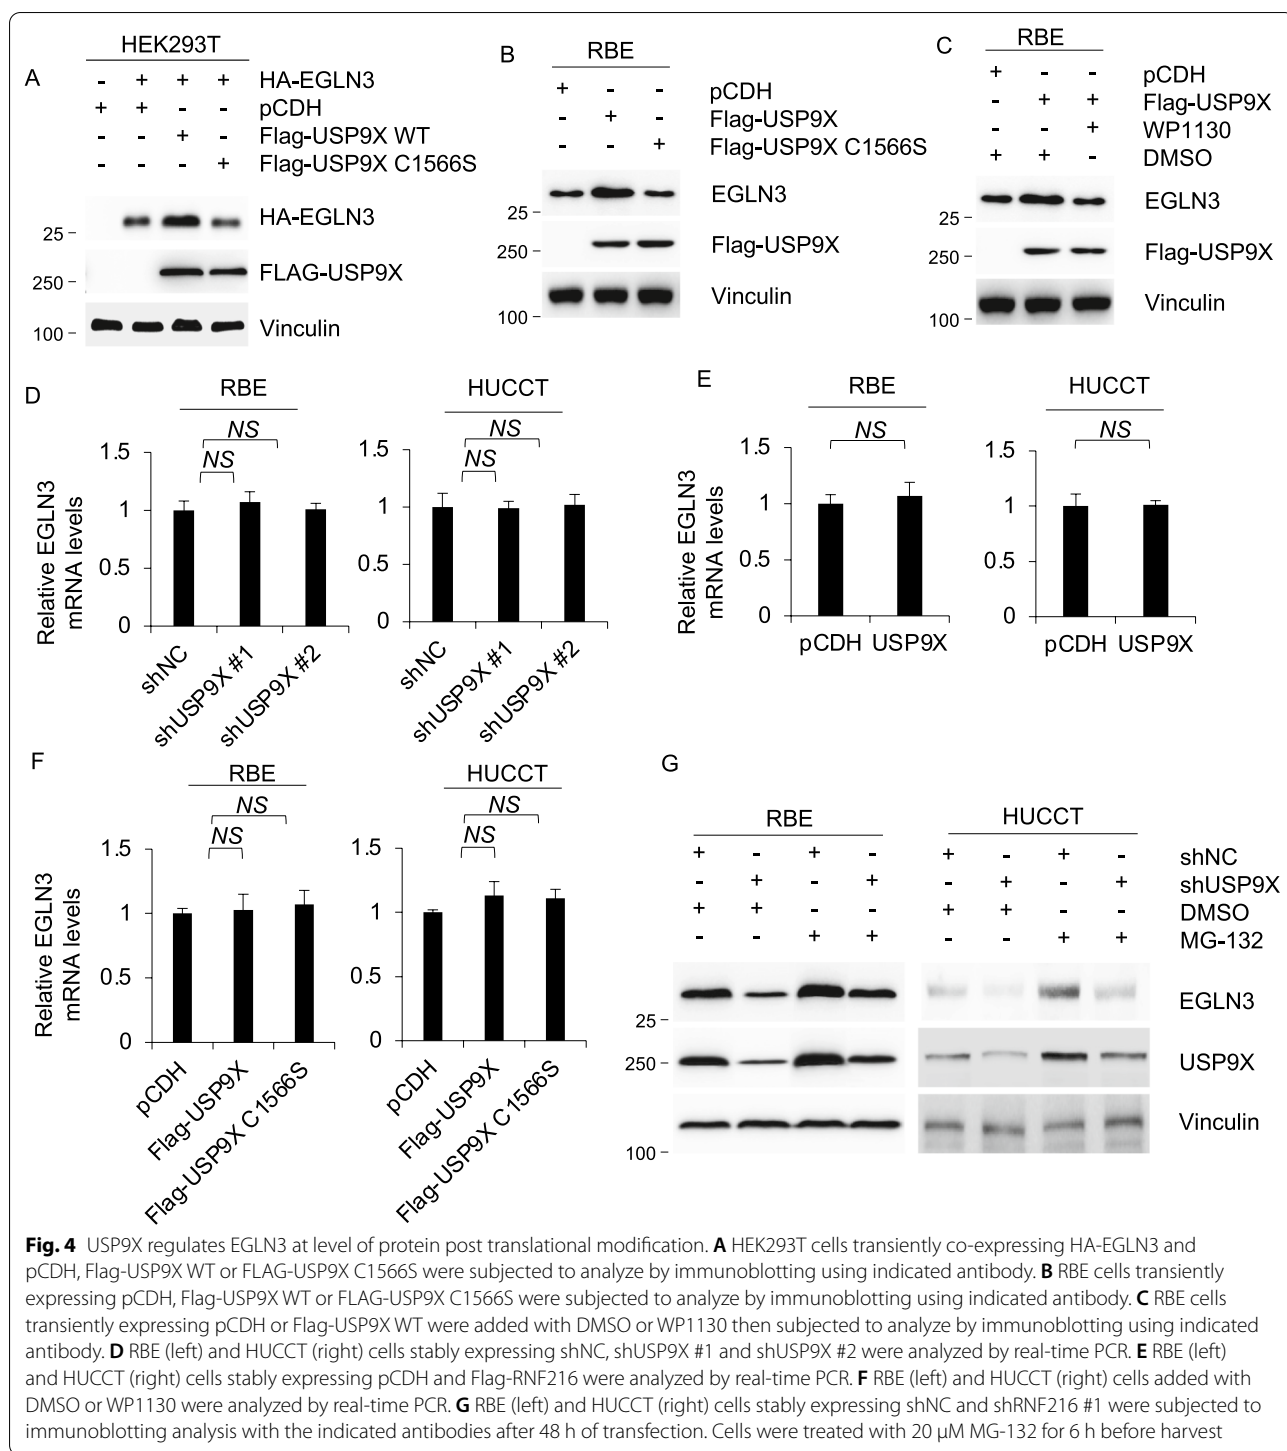 A
HEK293T
- + + + HA-EGLN3
+ + - - pCDH
- - + - Flag-USP9X WT
- - - + Flag-USP9X C1566S
HA-EGLN3
25
FLAG-USP9X
250
Vinculin
100
B
RBE
+ - - pCDH
- + - Flag-USP9X
- - + Flag-USP9X C1566S
EGLN3
25
Flag-USP9X
250
Vinculin
100
C
RBE
+ - - pCDH
- + + Flag-USP9X
- - + WP1130
+ + - DMSO
EGLN3
25
Flag-USP9X
250
Vinculin
100
D
RBE
NS
NS
1.5
1
0.5
0
Relative EGLN3
mRNA levels
shNC
shUSP9X #1
shUSP9X #2
HUCCT
NS
NS
1.5
1
0.5
0
shNC
shUSP9X #1
shUSP9X #2
E
RBE
NS
1.5
1
0.5
0
Relative EGLN3
mRNA levels
pCDH USP9X
HUCCT
NS
1.5
1
0.5
0
pCDH USP9X
F
RBE
NS
NS
1.5
1
0.5
0
Relative EGLN3
mRNA levels
pCDH
Flag-USP9X
Flag-USP9X C1566S
HUCCT
NS
NS
1.5
1
0.5
0
pCDH
Flag-USP9X
Flag-USP9X C1566S
G
RBE HUCCT
+ - + - + - + - shNC
- + - + - + - + shUSP9X
+ + - - + + - - DMSO
- - + + - - + + MG-132
EGLN3
25
USP9X
250
Vinculin
100
Fig. 4 USP9X regulates EGLN3 at level of protein post translational modification. A HEK293T cells transiently co-expressing HA-EGLN3 and
pCDH, Flag-USP9X WT or FLAG-USP9X C1566S were subjected to analyze by immunoblotting using indicated antibody. B RBE cells transiently
expressing pCDH, Flag-USP9X WT or FLAG-USP9X C1566S were subjected to analyze by immunoblotting using indicated antibody. C RBE cells
transiently expressing pCDH or Flag-USP9X WT were added with DMSO or WP1130 then subjected to analyze by immunoblotting using indicated
antibody. D RBE (left) and HUCCT (right) cells stably expressing shNC, shUSP9X #1 and shUSP9X #2 were analyzed by real-time PCR. E RBE (left)
and HUCCT (right) cells stably expressing pCDH and Flag-RNF216 were analyzed by real-time PCR. F RBE (left) and HUCCT (right) cells added with
DMSO or WP1130 were analyzed by real-time PCR. G RBE (left) and HUCCT (right) cells stably expressing shNC and shRNF216 #1 were subjected to
immunoblotting analysis with the indicated antibodies after 48 h of transfection. Cells were treated with 20 μM MG-132 for 6 h before harvest